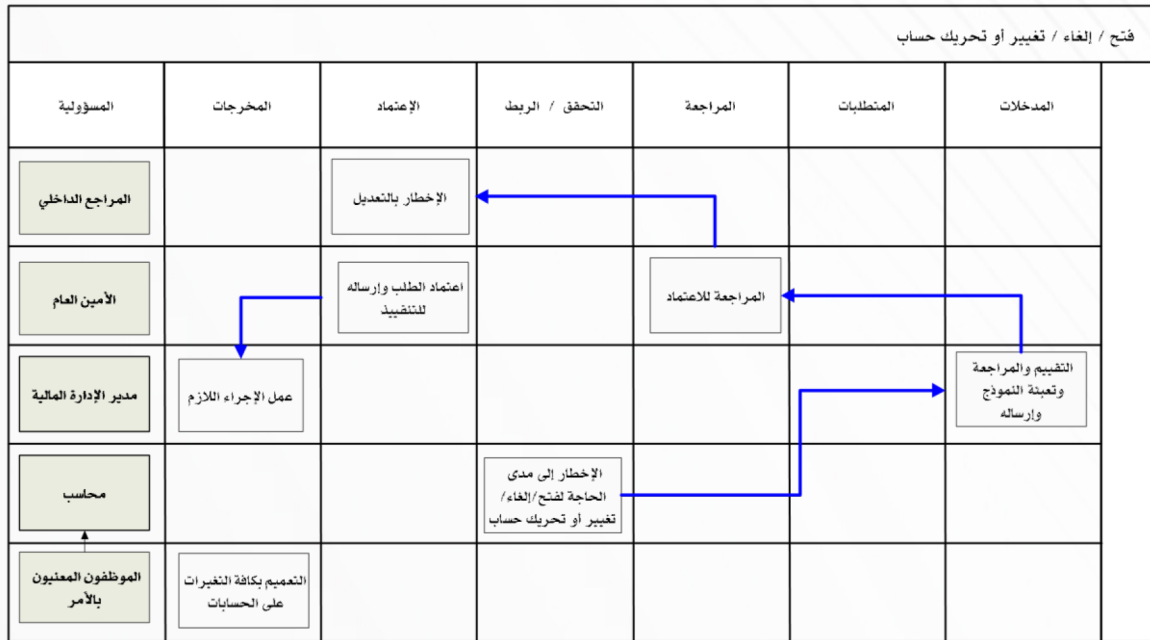 فتح / إلغاء / تغيير أو تحريك حساب
المدخلات
المتطلبات
المراجعة
التحقق / الربط
الإعتماد
المخرجات
المسؤولية
الإخطار بالتعديل
المراجع الداخلي
المراجعة للاعتماد
اعتماد الطلب وإرساله
للتنفييذ
الأمين العام
التقييم والمراجعة
وتعبئة النموذج
وإرساله
عمل الإجراء اللازم
مدير الإدارة المالية
الإخطار إلى مدى
الحاجة لفتح/إلغاء/
تغيير أو تحريك حساب
محاسب
التعميم بكافة التغيرات
على الحسابات
الموظفون المعنيون
بالأمر